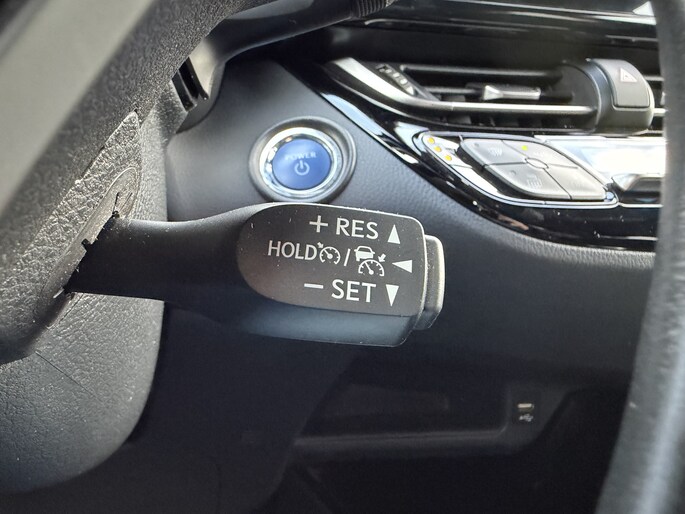 POWER
+ RES
HOLD /
− SET